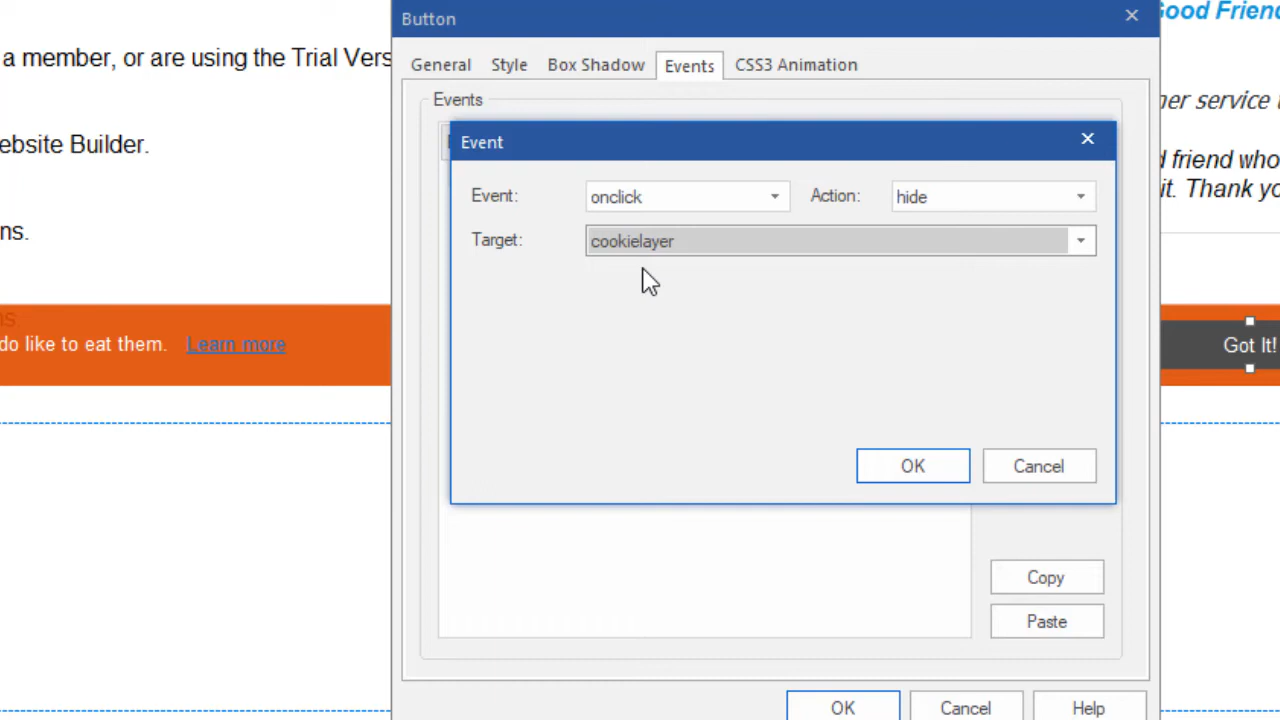 Button
Good Friend
a member, or are using the Trial Vers
General Style Box Shadow Events CSS3 Animation
Events
ner service
Event
ebsite Builder.
d friend who
Event: onclick Action: hide
it. Thank yo
ns.
Target: cookielayer
ns
do like to eat them. Learn more
Got It!
OK Cancel
Copy
Paste
OK Cancel Help